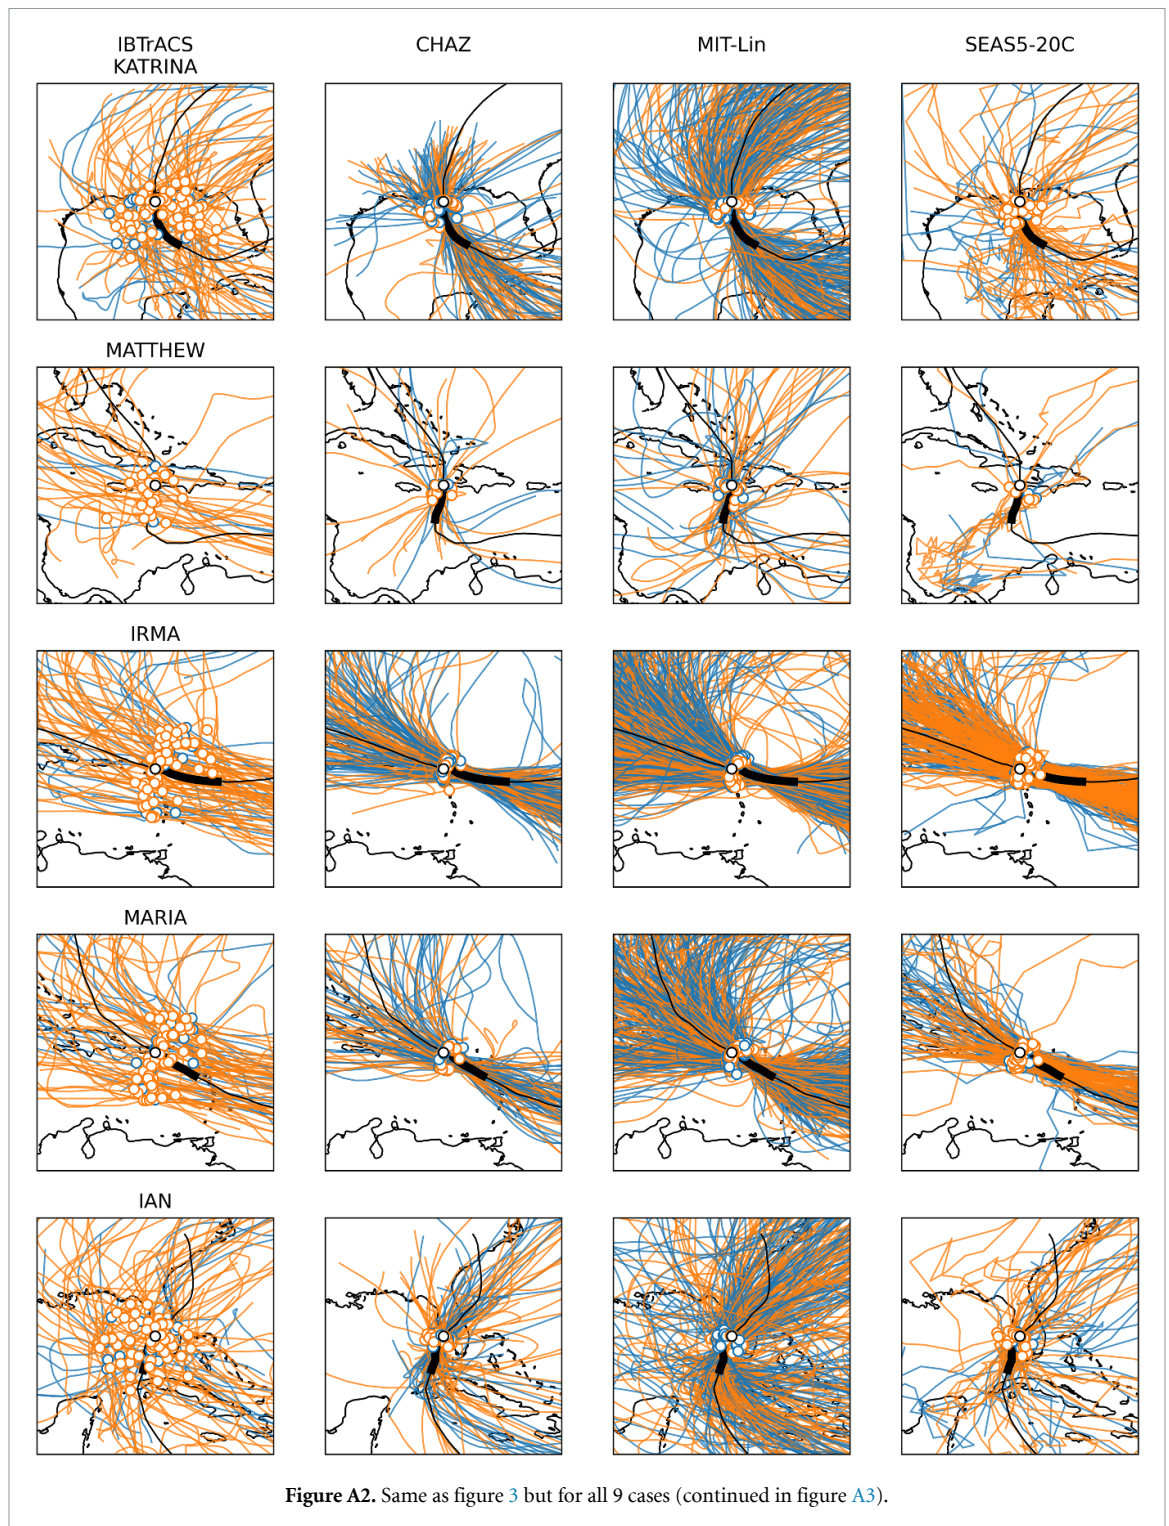 IBTrACS
KATRINA
CHAZ
MIT-Lin
SEAS5-20C
MATTHEW
IRMA
MARIA
IAN
Figure A2. Same as figure 3 but for all 9 cases (continued in figure A3).